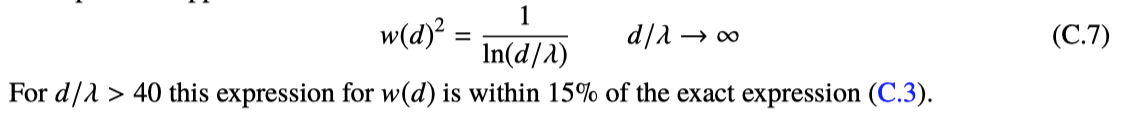 w(d)² = 1 / ln(d/λ)    d/λ → ∞    (C.7)
For d/λ > 40 this expression for w(d) is within 15% of the exact expression (C.3).